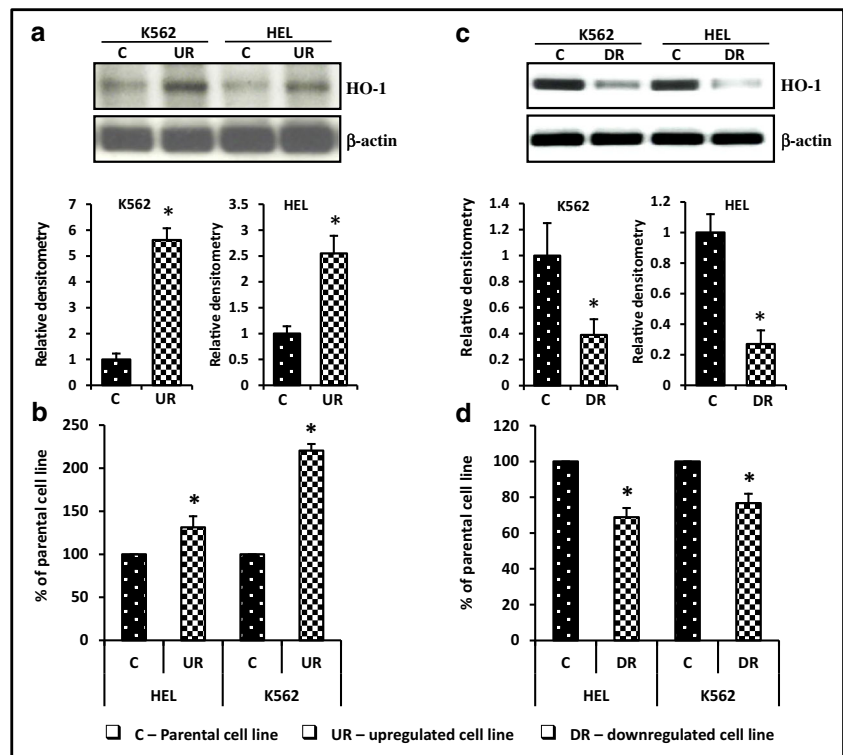 a
K562 HEL
C UR C UR
HO-1
β-actin
Relative densitometry
7
6
5
4
3
2
1
0
K562
*
C UR
Relative densitometry
3.5
3
2.5
2
1.5
1
0.5
0
HEL
*
C UR
b
% of parental cell line
250
200
150
100
50
0
*
*
C UR C UR
HEL K562
c
K562 HEL
C DR C DR
HO-1
β-actin
Relative densitometry
1.4
1.2
1
0.8
0.6
0.4
0.2
0
K562
*
C DR
Relative densitometry
1.2
1
0.8
0.6
0.4
0.2
0
HEL
*
C DR
d
% of parental cell line
120
100
80
60
40
20
0
*
*
C DR C DR
HEL K562
C – Parental cell line UR – upregulated cell line DR – downregulated cell line